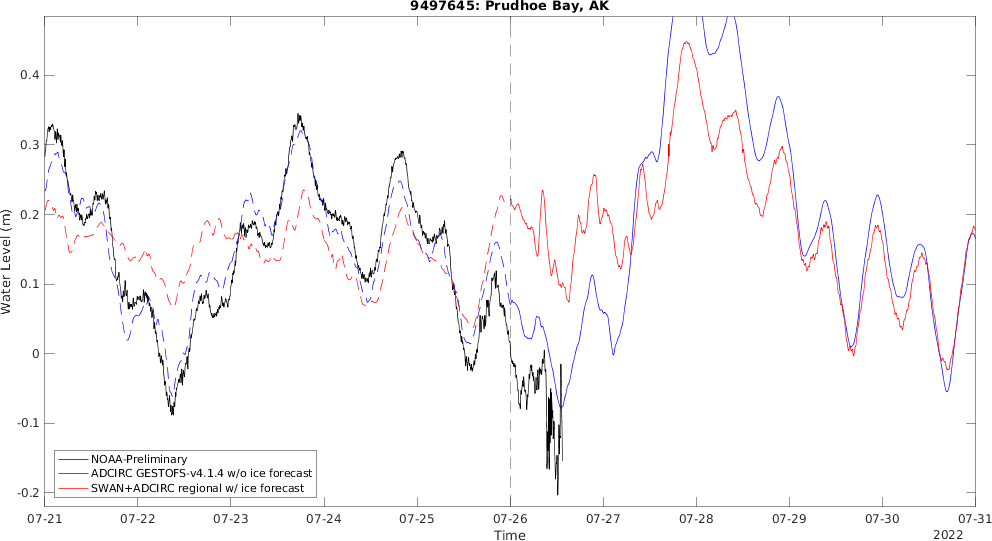 9497645: Prudhoe Bay, AK
Water Level (m)
0.4
0.3
0.2
0.1
0
-0.1
-0.2
NOAA-Preliminary
ADCIRC GESTOFS-v4.1.4 w/o ice forecast
SWAN+ADCIRC regional w/ ice forecast
07-21 07-22 07-23 07-24 07-25 07-26 07-27 07-28 07-29 07-30 07-31
Time
2022